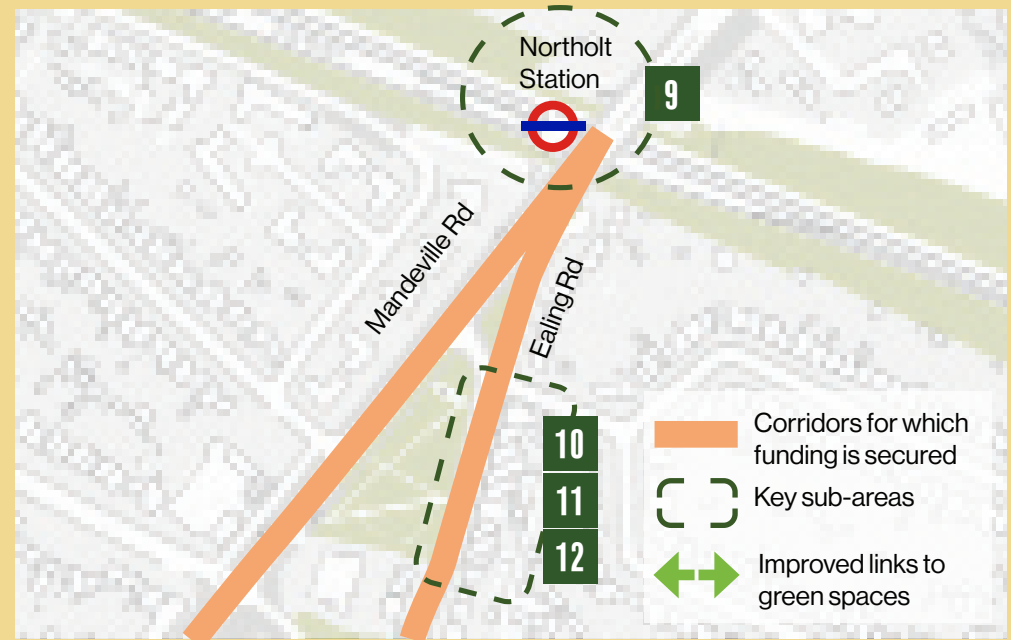 Northolt
Station
9
Mandeville Rd
Ealing Rd
10
11
12
Corridors for which
funding is secured
Key sub-areas
Improved links to
green spaces